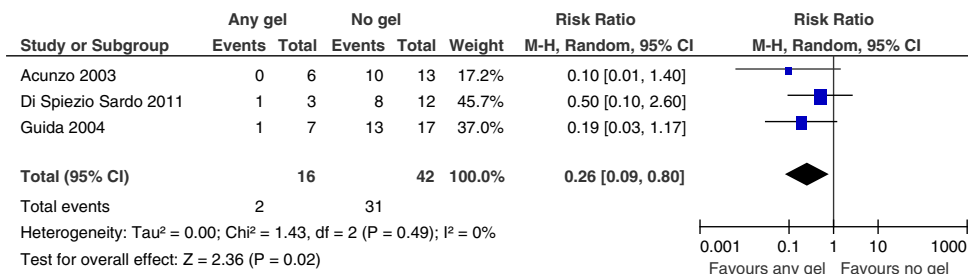 Any gel No gel Risk Ratio Risk Ratio
Study or Subgroup Events Total Events Total Weight M-H, Random, 95% CI M-H, Random, 95% CI
Acunzo 2003 0 6 10 13 17.2% 0.10 [0.01, 1.40]
Di Spiezio Sardo 2011 1 3 8 12 45.7% 0.50 [0.10, 2.60]
Guida 2004 1 7 13 17 37.0% 0.19 [0.03, 1.17]
Total (95% CI) 16 42 100.0% 0.26 [0.09, 0.80]
Total events 2 31
Heterogeneity: Tau² = 0.00; Chi² = 1.43, df = 2 (P = 0.49); I² = 0%
Test for overall effect: Z = 2.36 (P = 0.02)
0.001 0.1 1 10 1000
Favours any gel Favours no gel